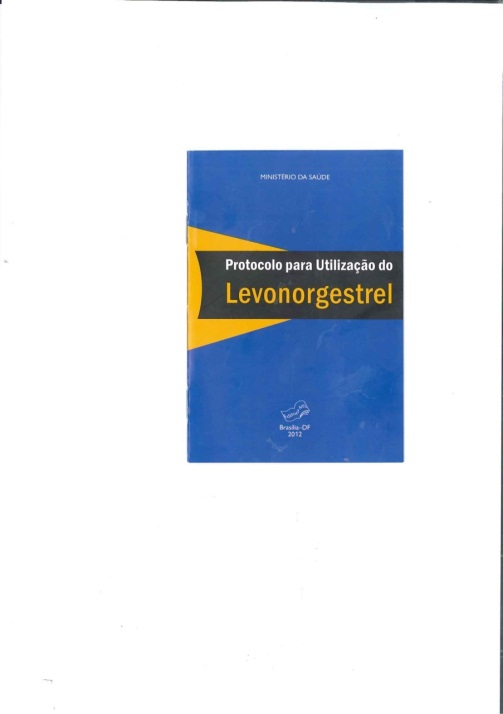 MINISTÉRIO DA SAÚDE
Protocolo para Utilização do
Levonorgestrel
Brasília-DF
2012